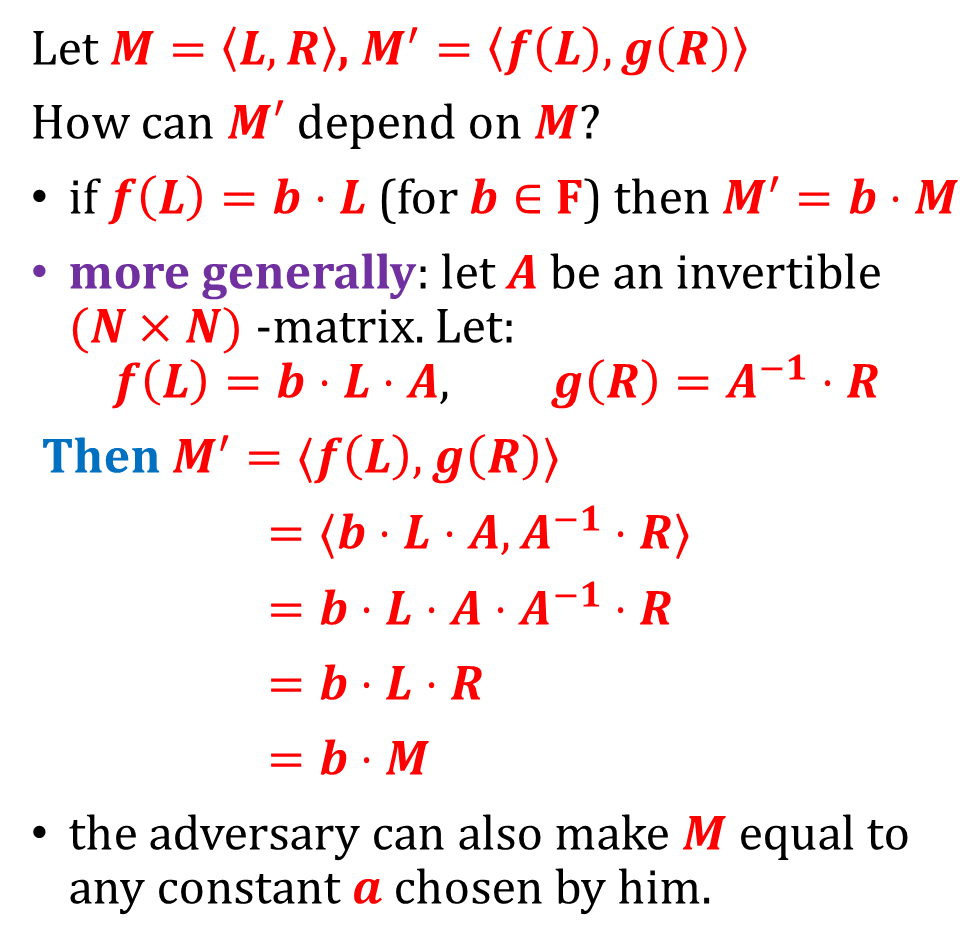 Let M = ⟨L, R⟩, M′ = ⟨f(L), g(R)⟩
How can M′ depend on M?
• if f(L) = b · L (for b ∈ F) then M′ = b · M
• more generally: let A be an invertible
(N × N) -matrix. Let:
f(L) = b · L · A, g(R) = A⁻¹ · R
Then M′ = ⟨f(L), g(R)⟩
= ⟨b · L · A, A⁻¹ · R⟩
= b · L · A · A⁻¹ · R
= b · L · R
= b · M
• the adversary can also make M equal to
any constant a chosen by him.